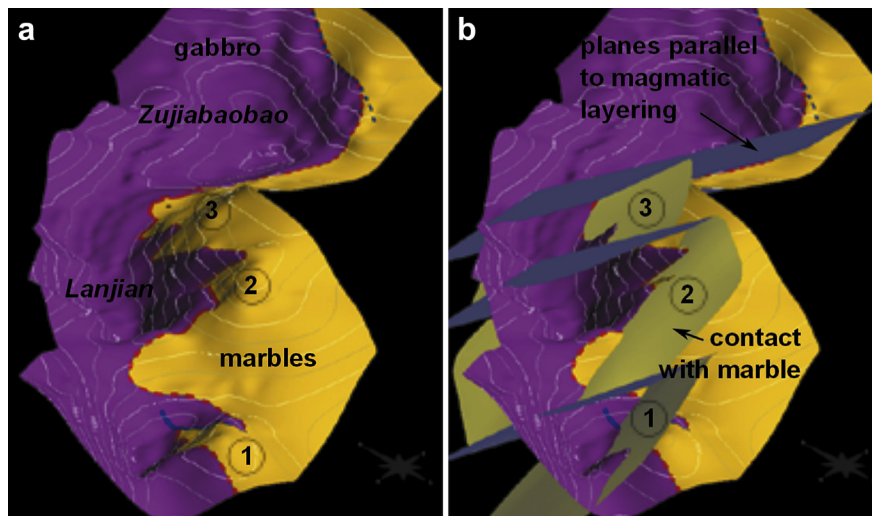 a
gabbro
Zujiabaobao
3
Lanjian
2
marbles
1
b
planes parallel
to magmatic
layering
3
2
contact
with marble
1